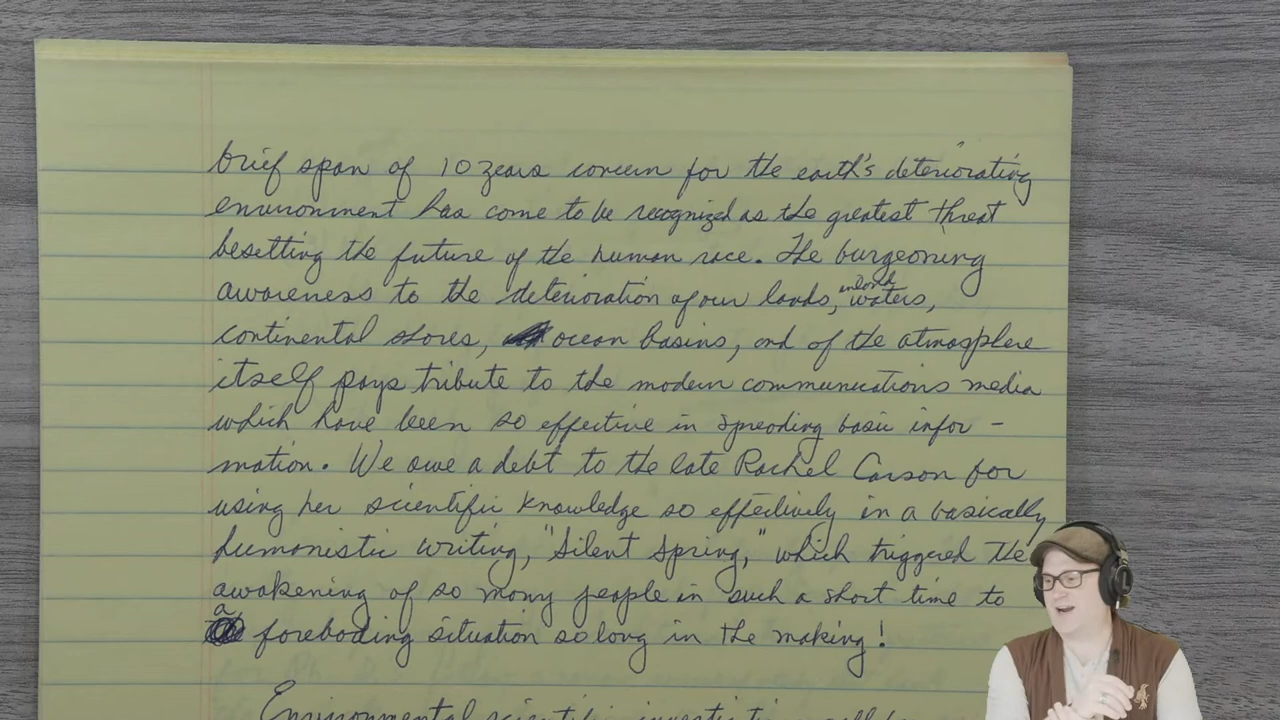 brief span of 10 years concern for the earth's deteriorating
environment has come to be recognized as the greatest threat
besetting the future of the human race. The burgeoning
awareness to the deterioration of our lands, inland waters,
continental shores, ocean basins, and of the atmosphere
itself pays tribute to the modern communications media
which have been so effective in spreading basic infor -
mation. We owe a debt to the late Rachel Carson for
using her scientific knowledge so effectively in a basically
humanistic writing, "Silent Spring," which triggered the
awakening of so many people in such a short time to
a foreboding situation so long in the making!
Environmental scientific